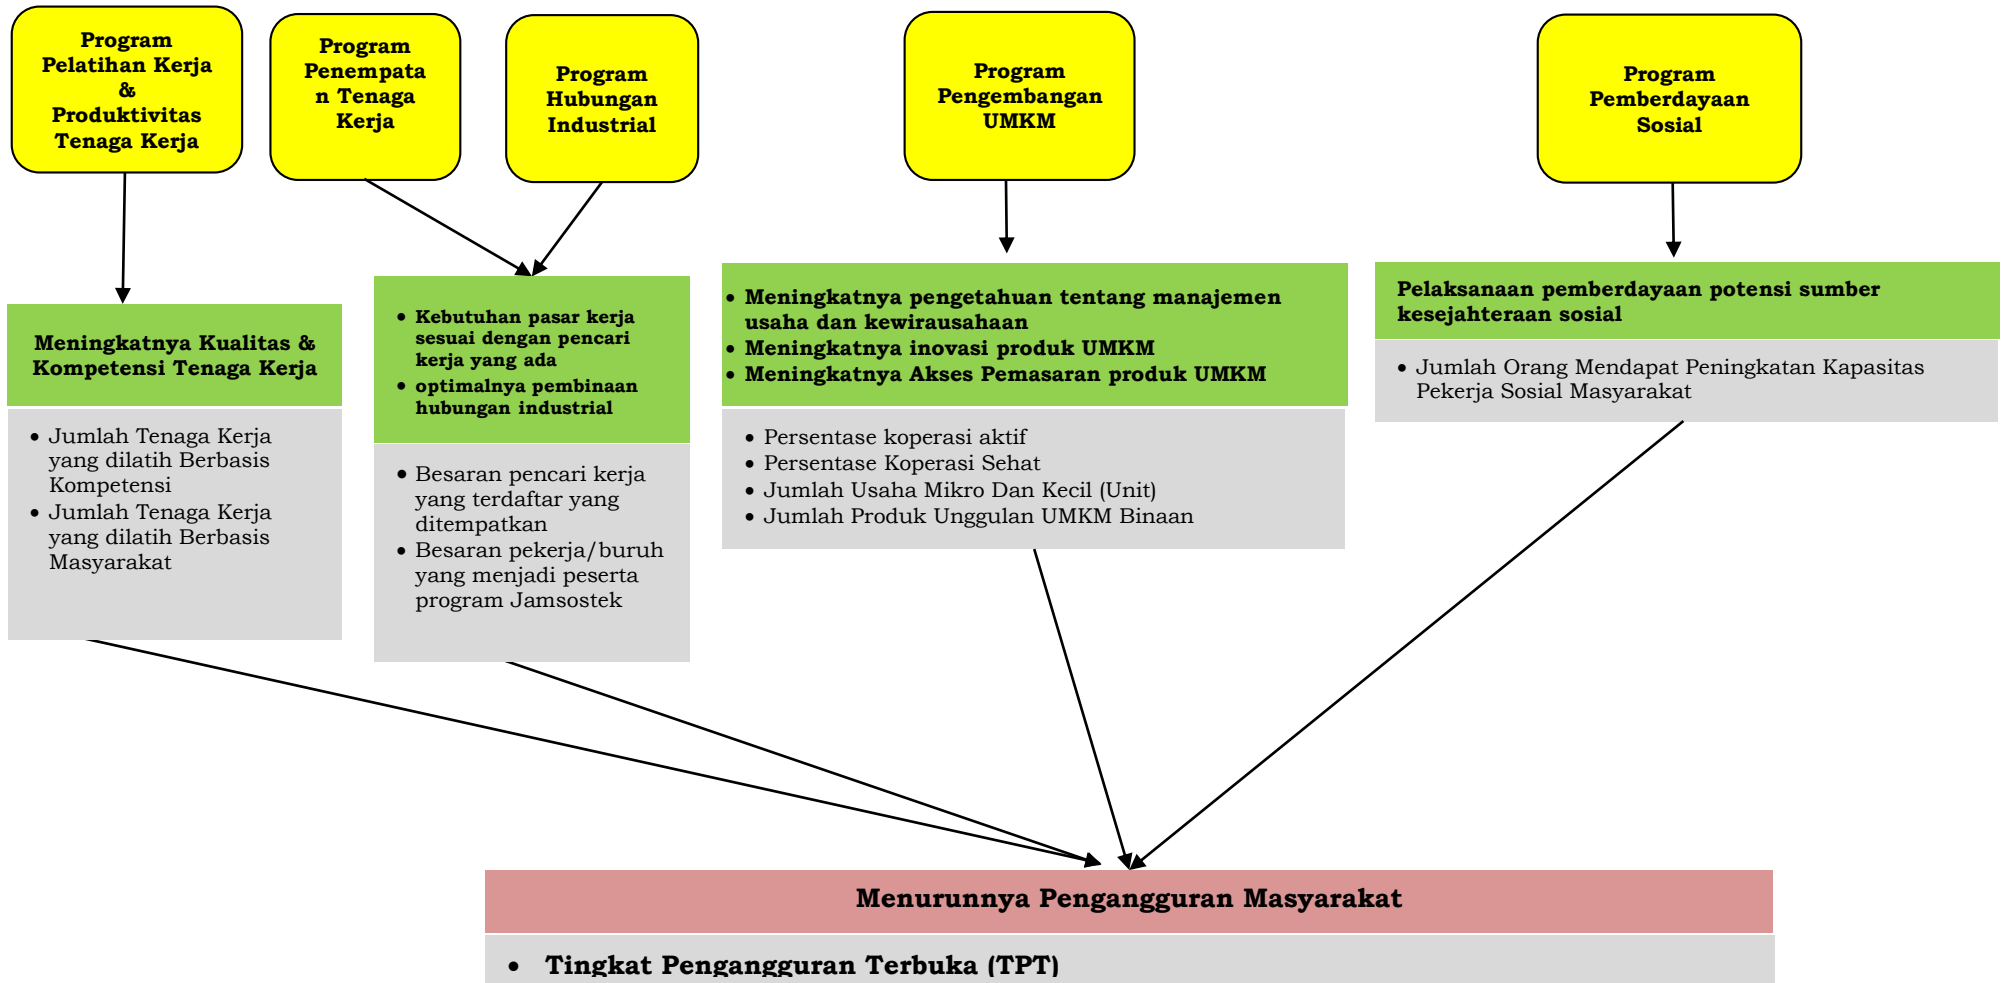 Program
Pelatihan Kerja
&
Produktivitas
Tenaga Kerja
Program
Penempata
n Tenaga
Kerja
Program
Hubungan
Industrial
Program
Pengembangan
UMKM
Program
Pemberdayaan
Sosial
Meningkatnya Kualitas &
Kompetensi Tenaga Kerja
• Jumlah Tenaga Kerja
yang dilatih Berbasis
Kompetensi
• Jumlah Tenaga Kerja
yang dilatih Berbasis
Masyarakat
• Kebutuhan pasar kerja
sesuai dengan pencari
kerja yang ada
• optimalnya pembinaan
hubungan industrial
• Besaran pencari kerja
yang terdaftar yang
ditempatkan
• Besaran pekerja/buruh
yang menjadi peserta
program Jamsostek
• Meningkatnya pengetahuan tentang manajemen
usaha dan kewirausahaan
• Meningkatnya inovasi produk UMKM
• Meningkatnya Akses Pemasaran produk UMKM
• Persentase koperasi aktif
• Persentase Koperasi Sehat
• Jumlah Usaha Mikro Dan Kecil (Unit)
• Jumlah Produk Unggulan UMKM Binaan
Pelaksanaan pemberdayaan potensi sumber
kesejahteraan sosial
• Jumlah Orang Mendapat Peningkatan Kapasitas
Pekerja Sosial Masyarakat
Menurunnya Pengangguran Masyarakat
• Tingkat Pengangguran Terbuka (TPT)